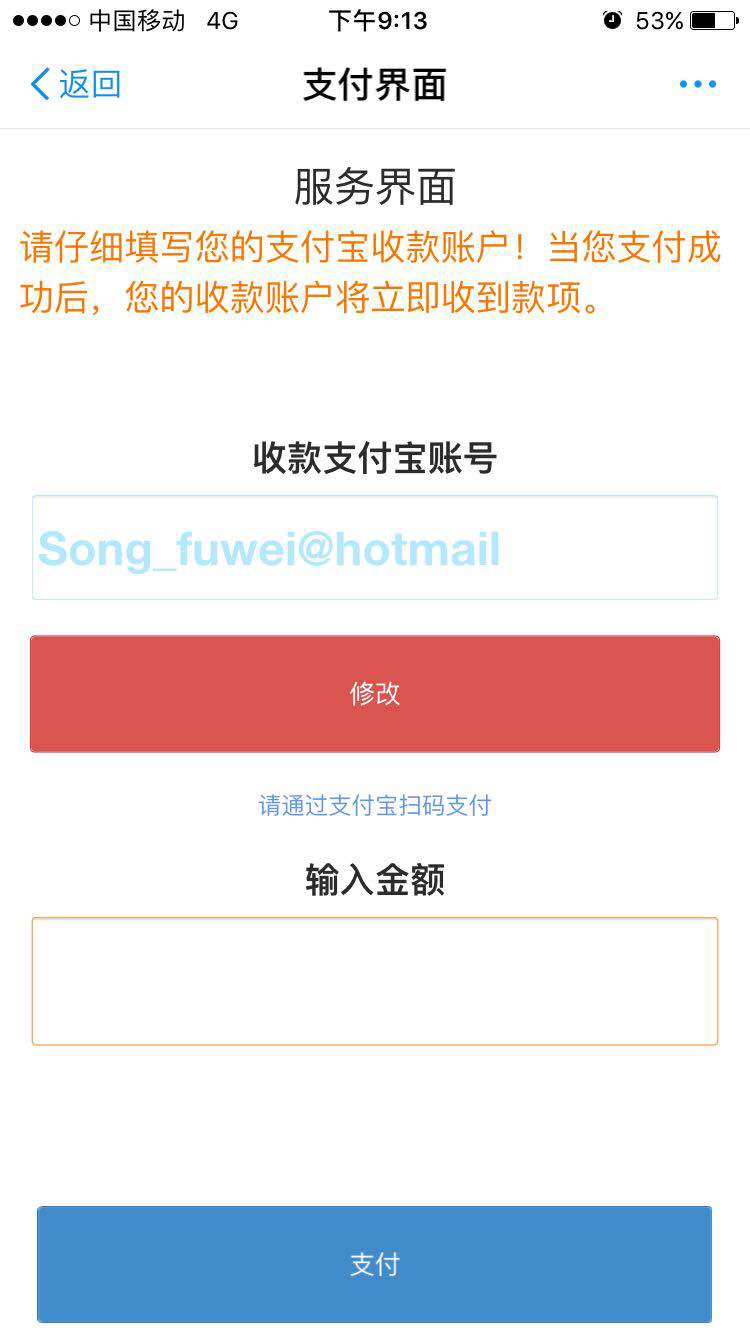 中国移动 4G 下午9:13 53%
返回 支付界面
服务界面
请仔细填写您的支付宝收款账户！当您支付成
功后，您的收款账户将立即收到款项。
收款支付宝账号
Song_fuwei@hotmail
修改
请通过支付宝扫码支付
输入金额
支付